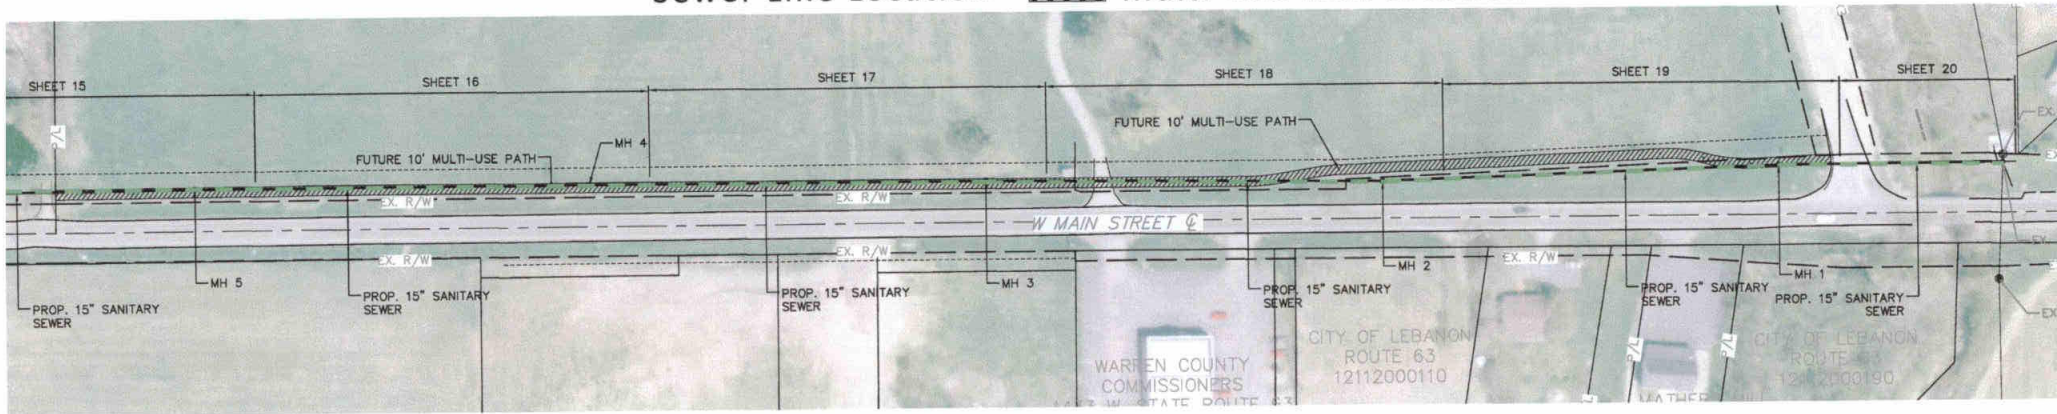 SHEET 15
SHEET 16
SHEET 17
SHEET 18
SHEET 19
SHEET 20
P/L
FUTURE 10' MULTI-USE PATH
MH 4
FUTURE 10' MULTI-USE PATH
EX.
EX. R/W
EX. R/W
W MAIN STREET ℄
EX. R/W
EX. R/W
EX. R/W
PROP. 15" SANITARY
SEWER
MH 5
PROP. 15" SANITARY
SEWER
PROP. 15" SANITARY
SEWER
MH 3
PROP. 15" SANITARY
SEWER
MH 2
PROP. 15" SANITARY
SEWER
MH 1
PROP. 15" SANITARY
SEWER
EX
WARREN COUNTY
COMMISSIONERS
CITY OF LEBANON
ROUTE 63
12112000110
P/L
P/L
CITY OF LEBANON
ROUTE 63
12112000190